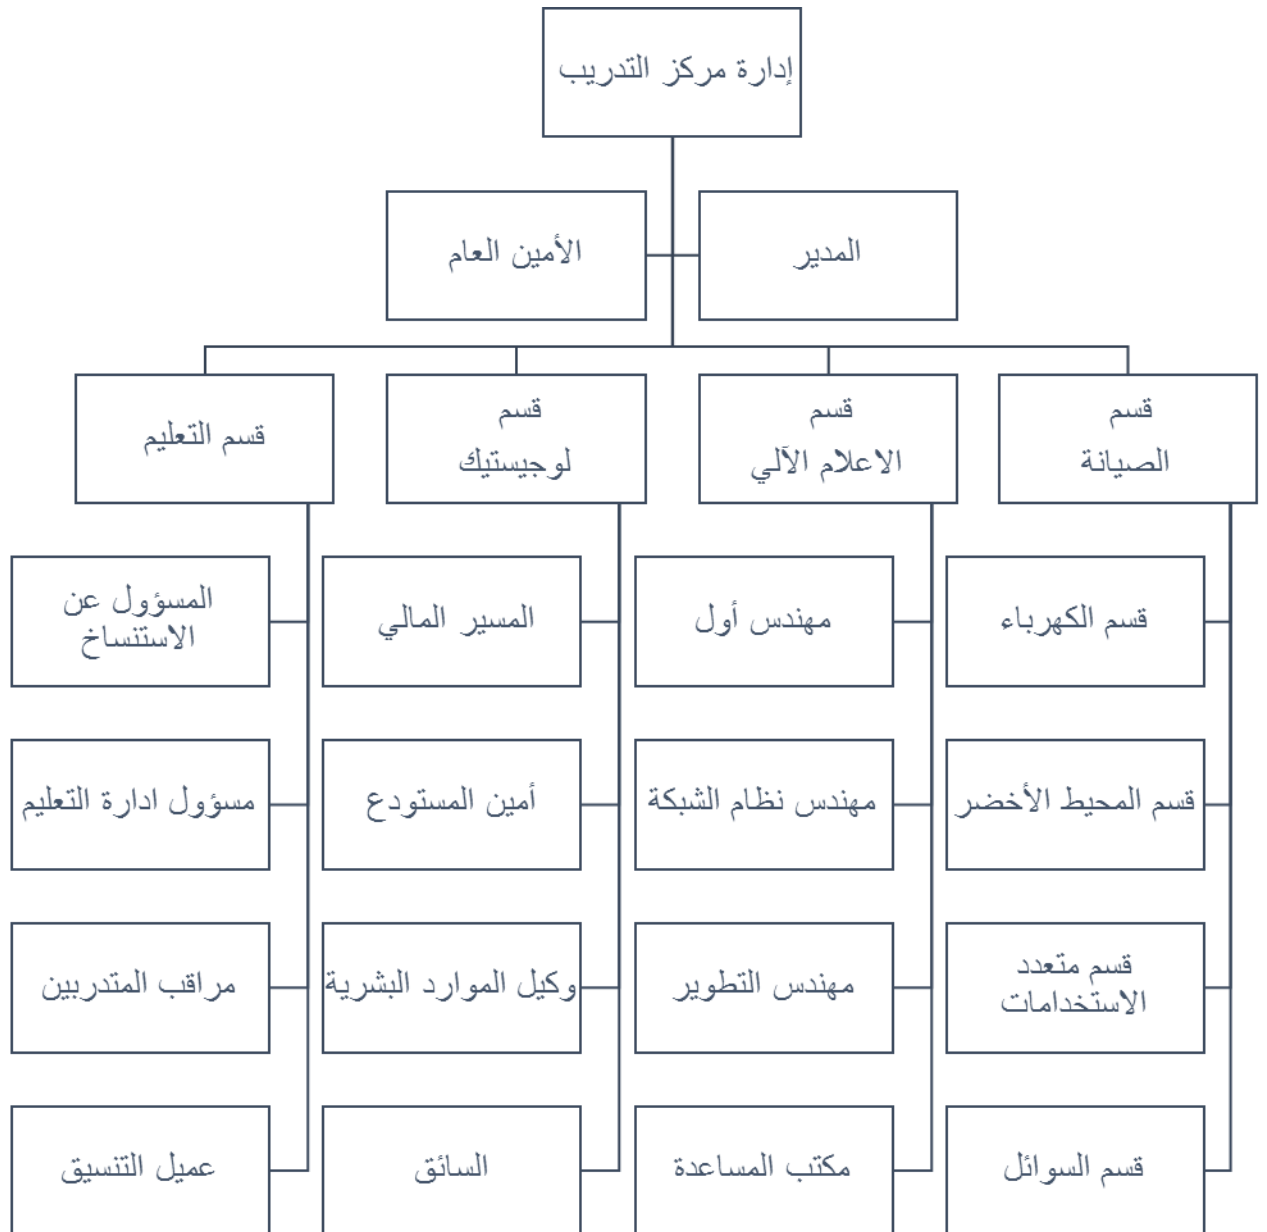 إدارة مركز التدريب
المدير
الأمين العام
قسم
الصيانة
قسم
الاعلام الآلي
قسم
لوجيستيك
قسم التعليم
قسم الكهرباء
مهندس أول
المسير المالي
المسؤول عن
الاستنساخ
قسم المحيط الأخضر
مهندس نظام الشبكة
أمين المستودع
مسؤول ادارة التعليم
قسم متعدد
الاستخدامات
مهندس التطوير
وكيل الموارد البشرية
مراقب المتدربين
قسم السوائل
مكتب المساعدة
السائق
عميل التنسيق